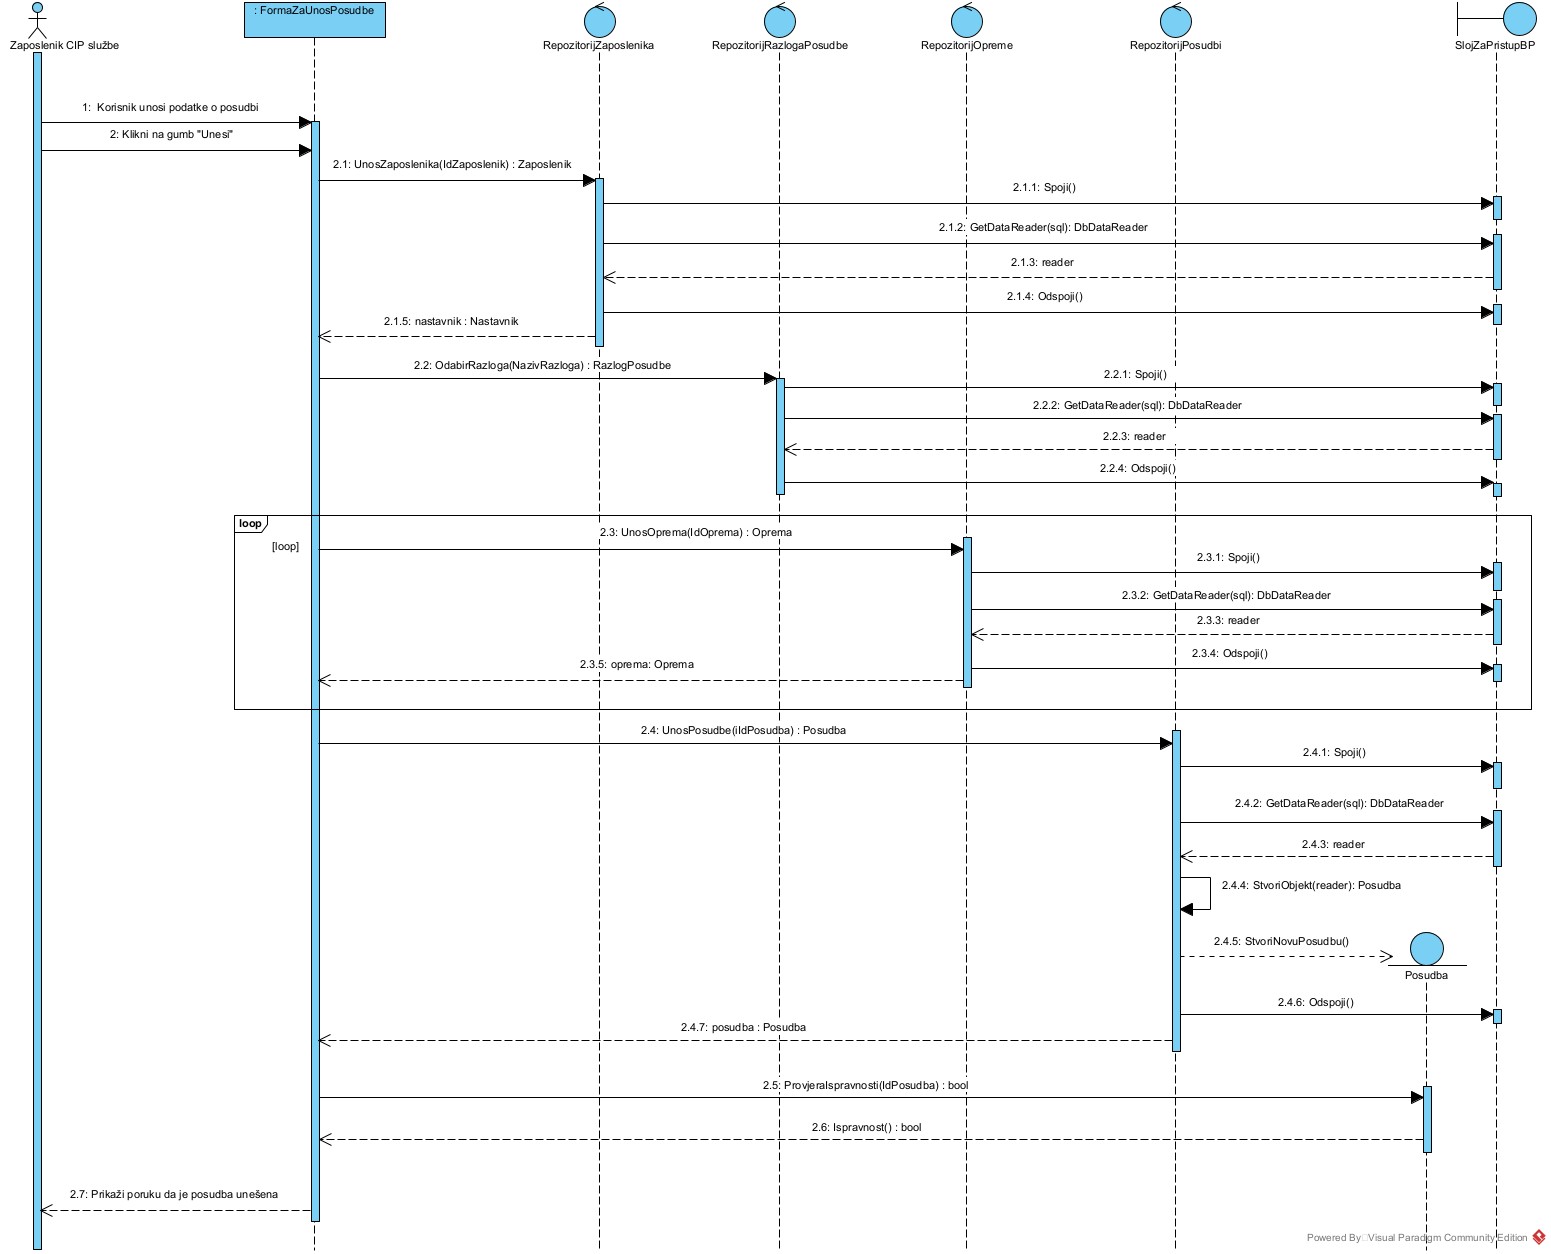 : FormaZaUnosPosudbe
Zaposlenik CIP službe
RepozitorijZaposlenika
RepozitorijRazlogaPosudbe
RepozitorijOpreme
RepozitorijPosudbi
SlojZaPristupBP
1: Korisnik unosi podatke o posudbi
2: Klikni na gumb "Unesi"
2.1: UnosZaposlenika(IdZaposlenik) : Zaposlenik
2.1.1: Spoji()
2.1.2: GetDataReader(sql): DbDataReader
2.1.3: reader
2.1.4: Odspoji()
2.1.5: nastavnik : Nastavnik
2.2: OdabirRazloga(NazivRazloga) : RazlogPosudbe
2.2.1: Spoji()
2.2.2: GetDataReader(sql): DbDataReader
2.2.3: reader
2.2.4: Odspoji()
loop
[loop]
2.3: UnosOprema(IdOprema) : Oprema
2.3.1: Spoji()
2.3.2: GetDataReader(sql): DbDataReader
2.3.3: reader
2.3.4: Odspoji()
2.3.5: oprema: Oprema
2.4: UnosPosudbe(iIdPosudba) : Posudba
2.4.1: Spoji()
2.4.2: GetDataReader(sql): DbDataReader
2.4.3: reader
2.4.4: StvoriObjekt(reader): Posudba
2.4.5: StvoriNovuPosudbu()
Posudba
2.4.6: Odspoji()
2.4.7: posudba : Posudba
2.5: ProvjeraIspravnosti(IdPosudba) : bool
2.6: Ispravnost() : bool
2.7: Prikaži poruku da je posudba unešena
Powered By Visual Paradigm Community Edition